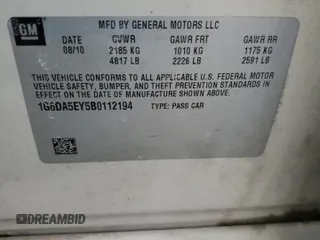 GM
MFD BY GENERAL MOTORS LLC
DATE GVWR GAWR FRT GAWR RR
08/10 2185 KG 1010 KG 1175 KG
4817 LB 2226 LB 2591 LB
THIS VEHICLE CONFORMS TO ALL APPLICABLE U.S. FEDERAL MOTOR
VEHICLE SAFETY, BUMPER, AND THEFT PREVENTION STANDARDS
IN EFFECT ON THE DATE OF MANUFACTURE SHOWN ABOVE.
1G6DA5EY5B0112194 TYPE: PASS CAR
DREAMBID